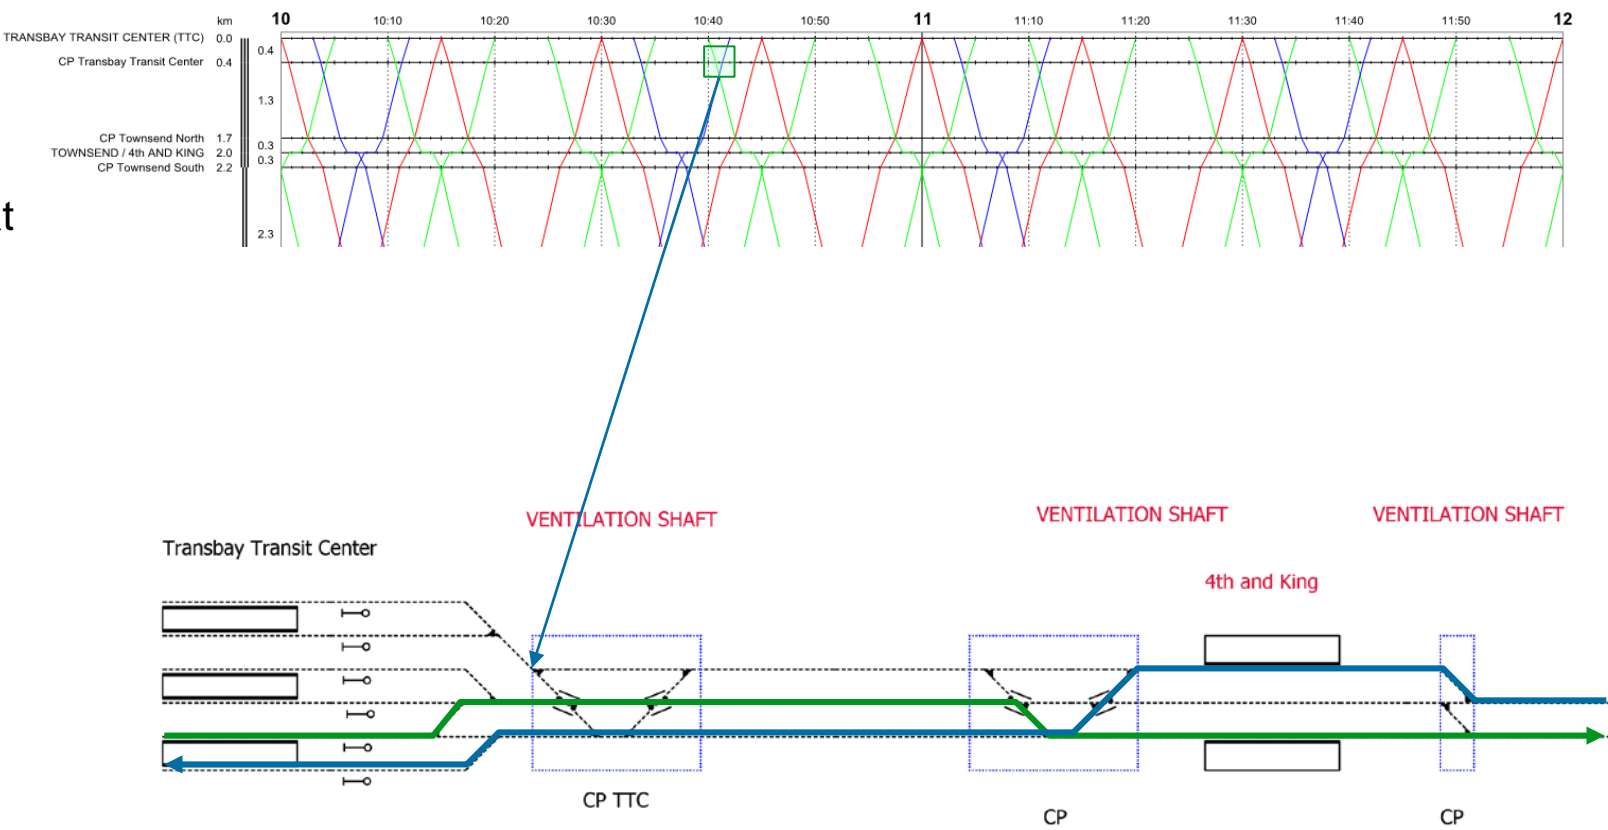 km 10 10:10 10:20 10:30 10:40 10:50 11 11:10 11:20 11:30 11:40 11:50 12
TRANSBAY TRANSIT CENTER (TTC) 0.0
0.4
CP Transbay Transit Center 0.4
1.3
CP Townsend North 1.7
0.3
TOWNSEND / 4th AND KING 2.0
0.3
CP Townsend South 2.2
2.3
VENTILATION SHAFT
VENTILATION SHAFT
VENTILATION SHAFT
Transbay Transit Center
4th and King
CP TTC
CP
CP